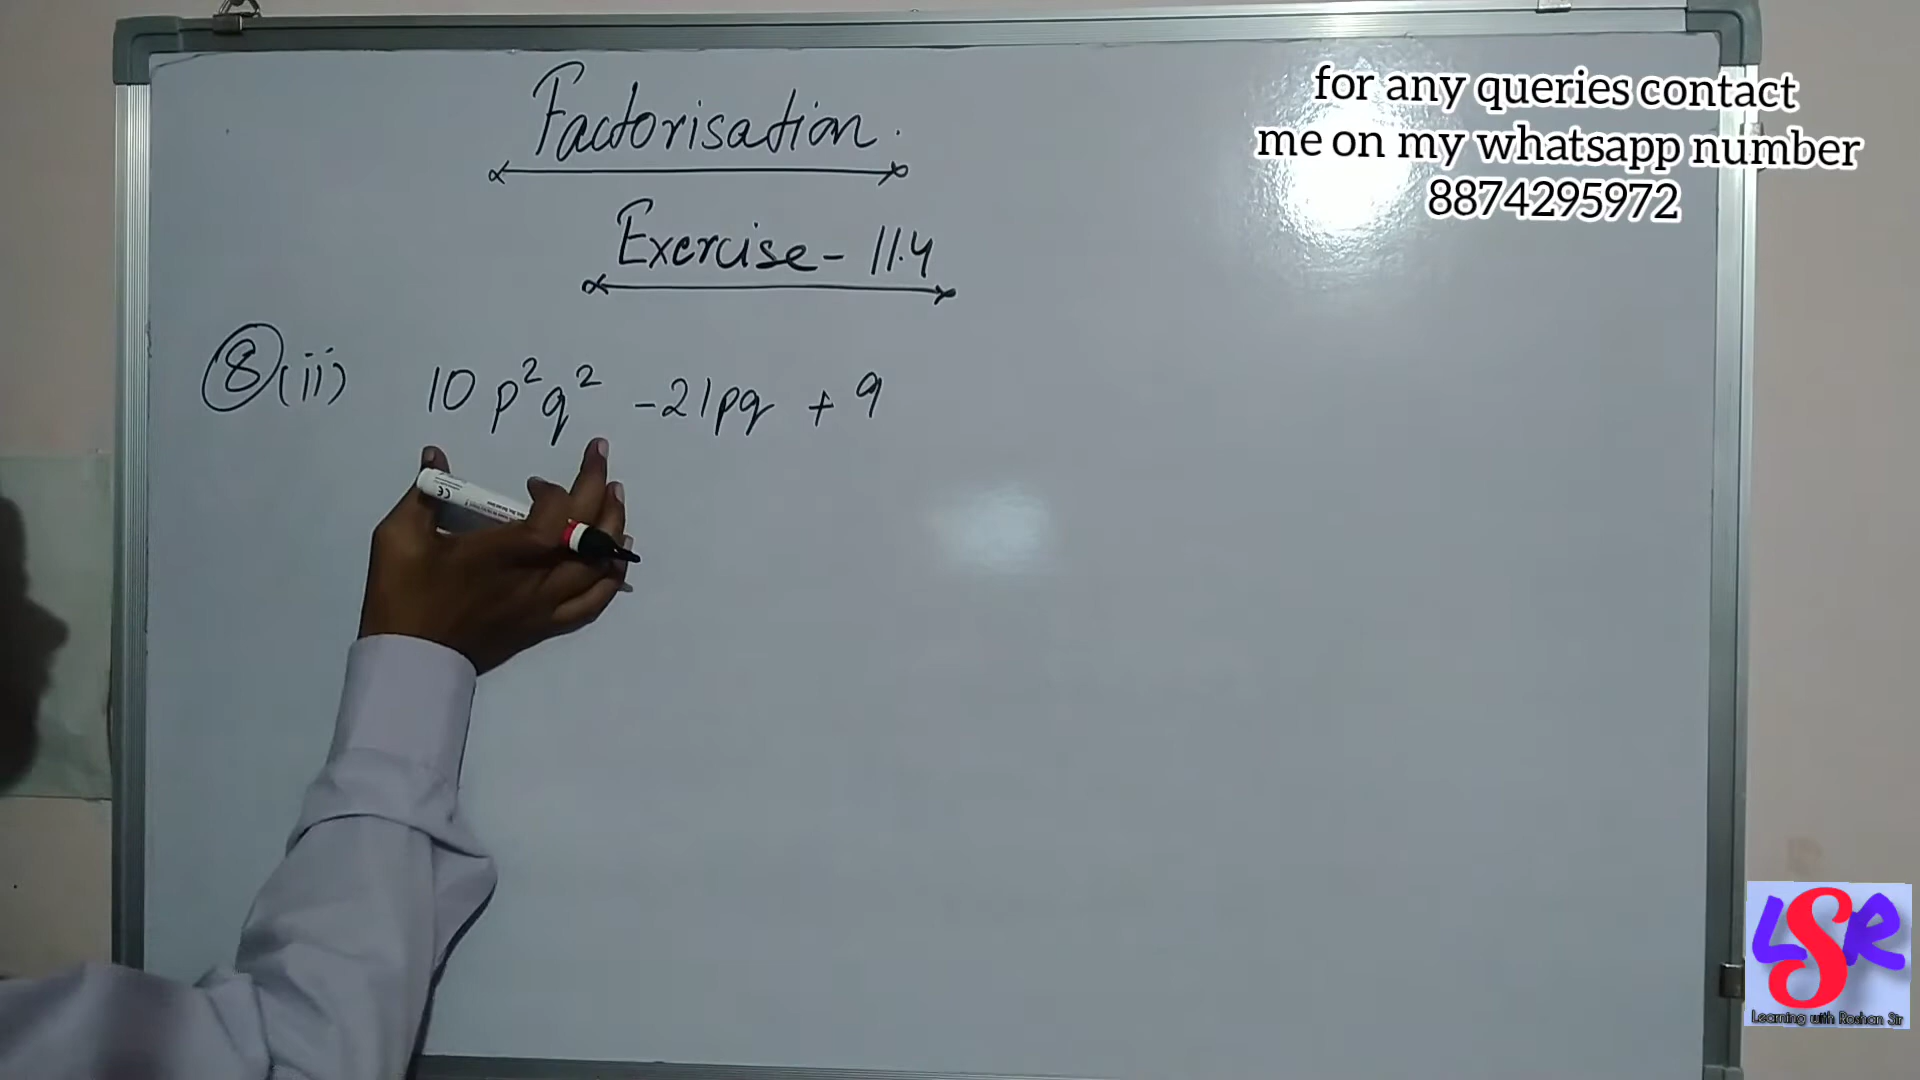 Factorisation.
Exercise - 11.4
8 (ii) 10p²q² - 21pq + 9
for any queries contact
me on my whatsapp number
8874295972
LSR
Learning with Roshan Sir